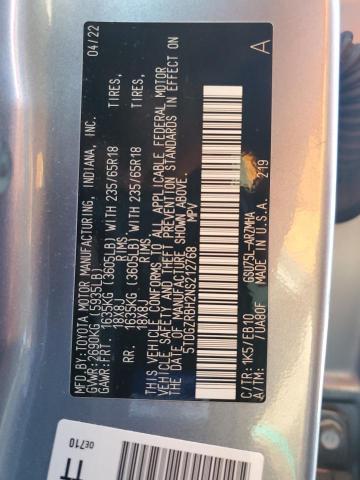 MFD.BY:TOYOTA MOTOR MANUFACTURING, INDIANA, INC.
04/22
GVWR:2690KG (5935LB)
GAWR:FRT. 1635KG (3605LB) WITH 235/65R18 TIRES,
18X8J RIMS
RR. 1635KG (3605LB) WITH 235/65R18 TIRES,
18X8J RIMS
THIS VEHICLE CONFORMS TO ALL APPLICABLE FEDERAL MOTOR
VEHICLE SAFETY, AND THEFT PREVENTION STANDARDS IN EFFECT ON
THE DATE OF MANUFACTURE SHOWN ABOVE.
5TDGZRBH2NS212768 MPV
A
C/TR:1K5/EB10 GSU75L-ARZMHA
A/TM: /UA80F MADE IN U.S.A. 219
0E710